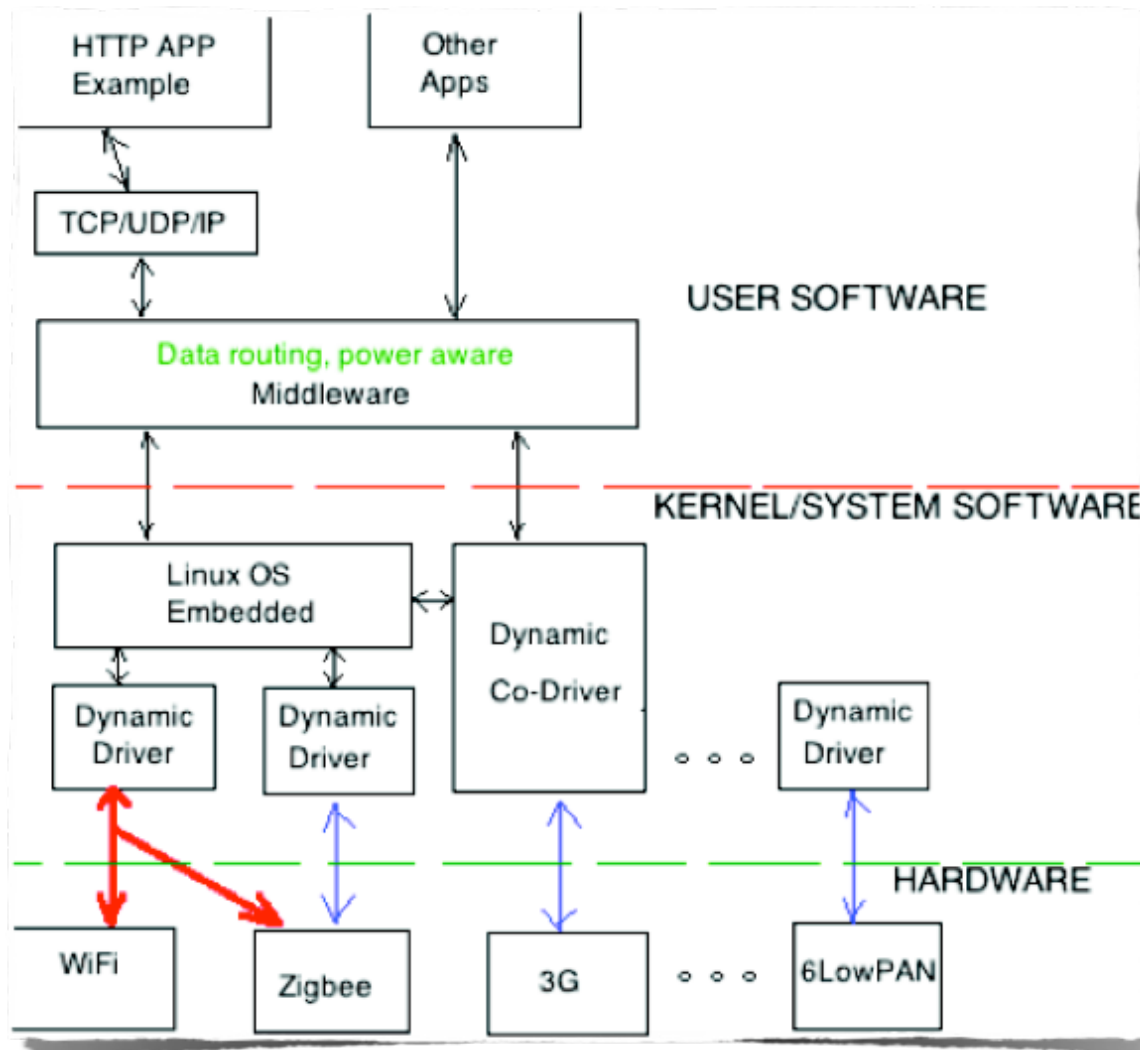 HTTP APP
Example
Other
Apps
TCP/UDP/IP
USER SOFTWARE
Data routing, power aware
Middleware
KERNEL/SYSTEM SOFTWARE
Linux OS
Embedded
Dynamic
Co-Driver
Dynamic
Driver
Dynamic
Driver
Dynamic
Driver
HARDWARE
WiFi
Zigbee
3G
6LowPAN